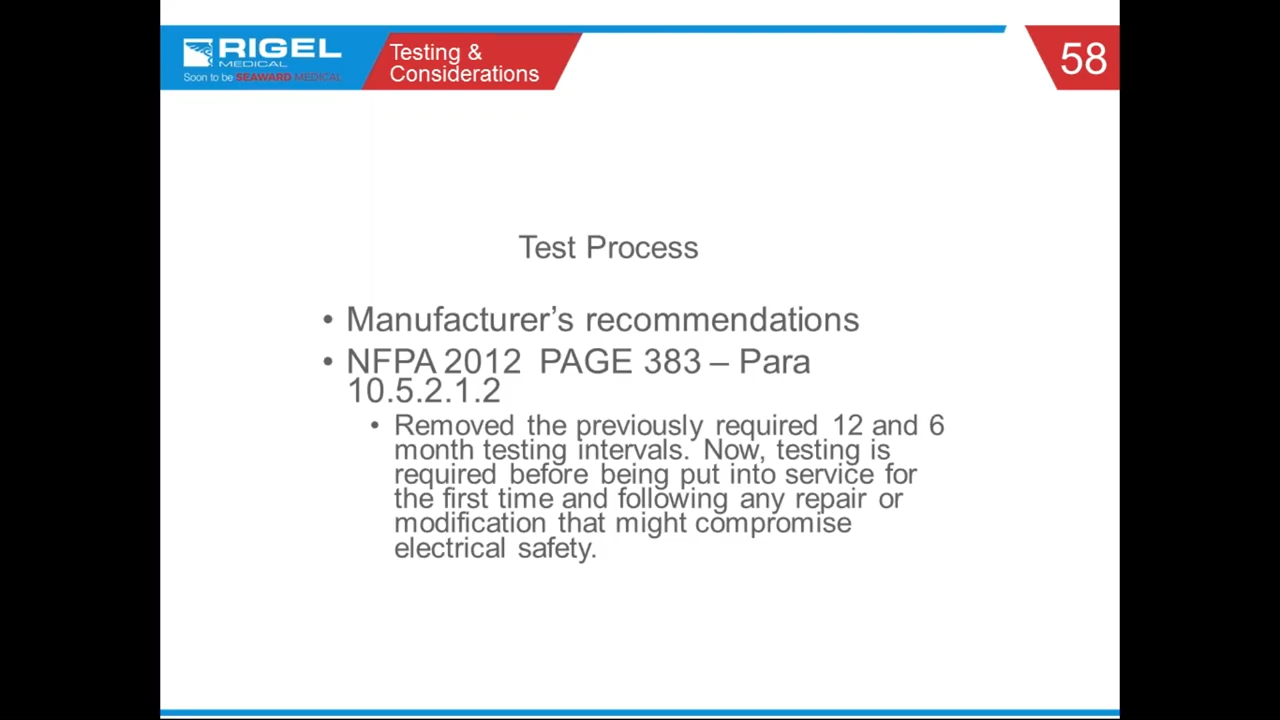 RIGEL
MEDICAL
Soon to be SEAWARD MEDICAL
Testing &
Considerations
58
Test Process
• Manufacturer’s recommendations
• NFPA 2012 PAGE 383 – Para
10.5.2.1.2
• Removed the previously required 12 and 6
month testing intervals. Now, testing is
required before being put into service for
the first time and following any repair or
modification that might compromise
electrical safety.